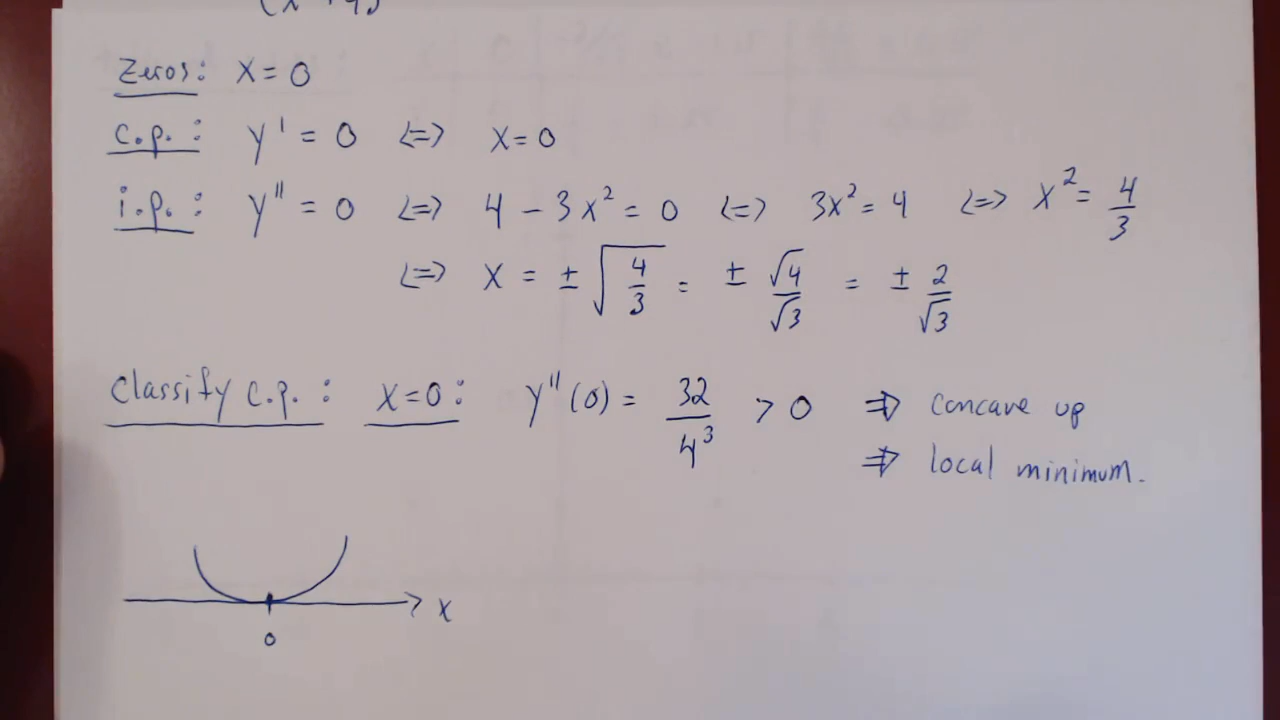 Zeros: x = 0
c.p.: y' = 0 <=> x = 0
i.p.: y'' = 0 <=> 4 - 3x² = 0 <=> 3x² = 4 <=> x² = 4/3
<=> x = ± √(4/3) = ± √4/√3 = ± 2/√3
Classify c.p.: x=0: y''(0) = 32/4³ > 0 => concave up
=> local minimum.
x
0